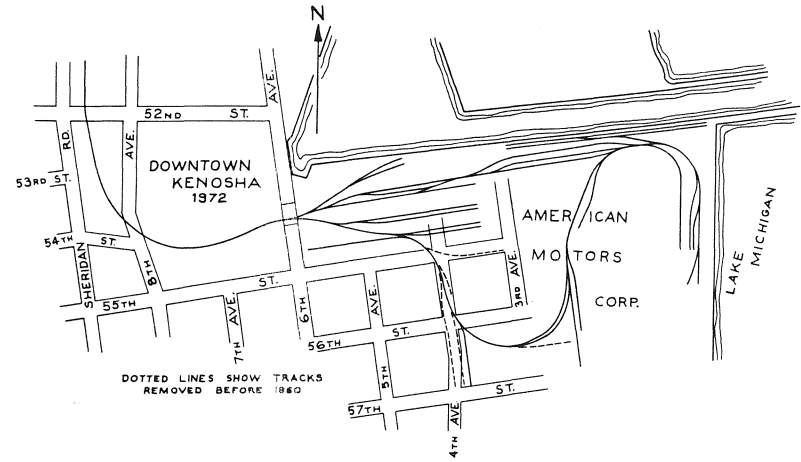 N
52ND ST.
AVE.
RD.
AVE.
DOWNTOWN
KENOSHA
1972
53RD ST.
54TH ST.
SHERIDAN
8TH
55TH ST.
AMERICAN
MOTORS
CORP.
LAKE MICHIGAN
3RD AVE.
6TH
AVE.
7TH AVE.
56TH ST.
5TH
57TH ST.
4TH AVE.
DOTTED LINES SHOW TRACKS
REMOVED BEFORE 1860